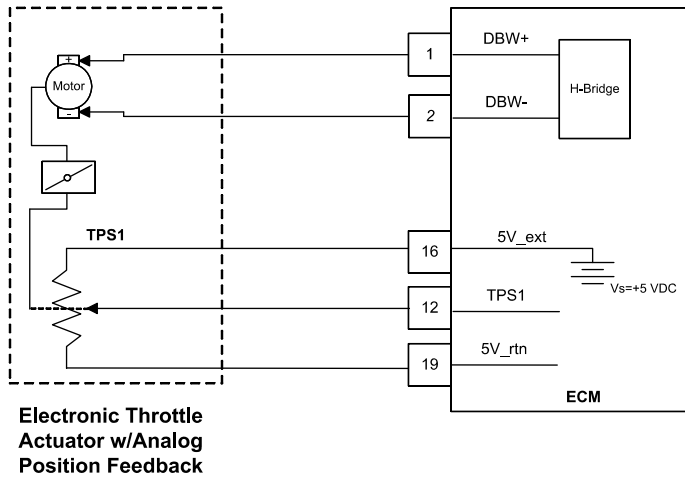 +
Motor
-
TPS1
1
DBW+
2
DBW-
H-Bridge
16
5V_ext
Vs=+5 VDC
12
TPS1
19
5V_rtn
ECM
Electronic Throttle
Actuator w/Analog
Position Feedback